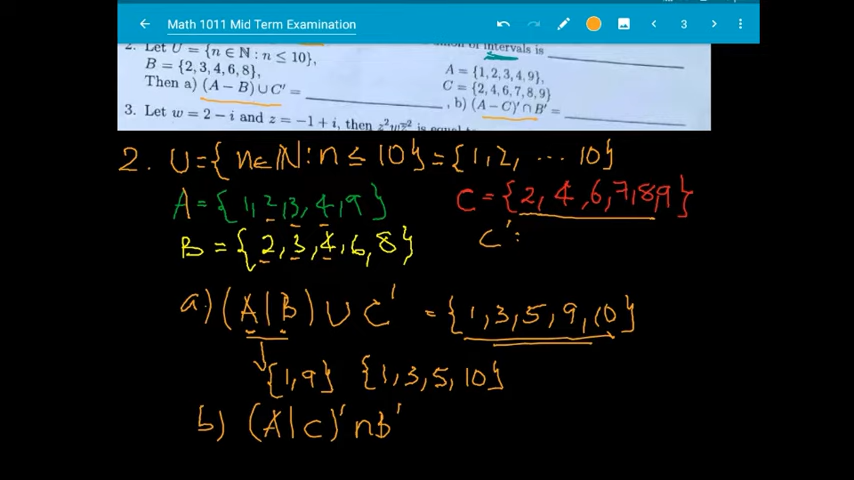 Math 1011 Mid Term Examination
3
2. Let U = {n ∈ ℕ : n ≤ 10},
intervals is
B = {2, 3, 4, 6, 8},
A = {1, 2, 3, 4, 9},
C = {2, 4, 6, 7, 8, 9}
Then a) (A − B) ∪ C' = , b) (A − C)' ∩ B' =
3. Let w = 2 − i and z = −1 + i, then
2. U = {n∈ℕ : n ≤ 10} = {1, 2, ... 10}
A = {1, 2, 3, 4, 9}
C = {2, 4, 6, 7, 8, 9}
B = {2, 3, 4, 6, 8}
C' =
a) (A|B) ∪ C' = {1, 3, 5, 9, 10}
{1, 9} {1, 3, 5, 10}
b) (A|C)' ∩ B'